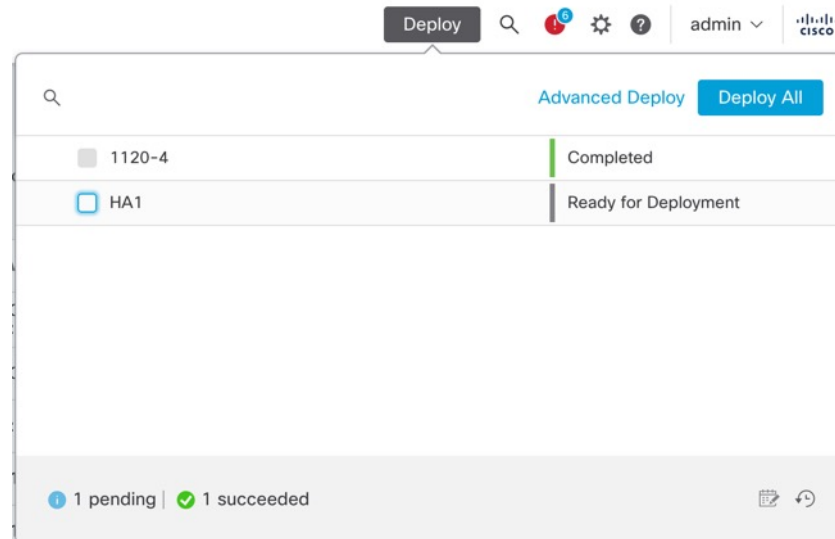 Deploy 6 ? admin cisco
Advanced Deploy Deploy All
1120-4 Completed
HA1 Ready for Deployment
1 pending 1 succeeded